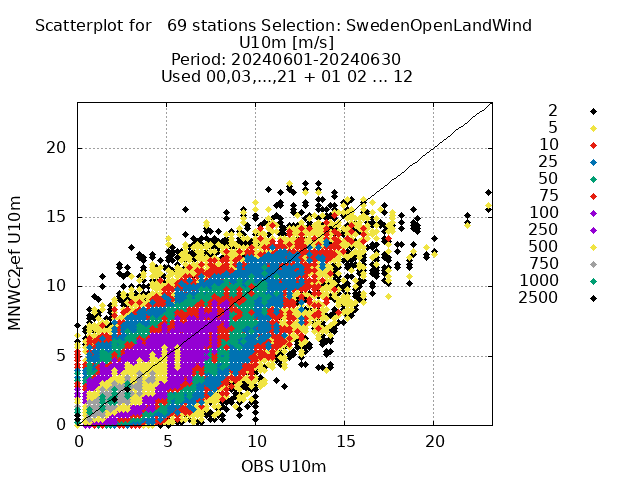 Scatterplot for   69 stations Selection: SwedenOpenLandWind
U10m [m/s]
Period: 20240601-20240630
Used 00,03,...,21 + 01 02 ... 12
2
5
10
25
50
75
100
250
500
750
1000
2500
20
15
10
5
0
MNWC2ref U10m
0 5 10 15 20
OBS U10m